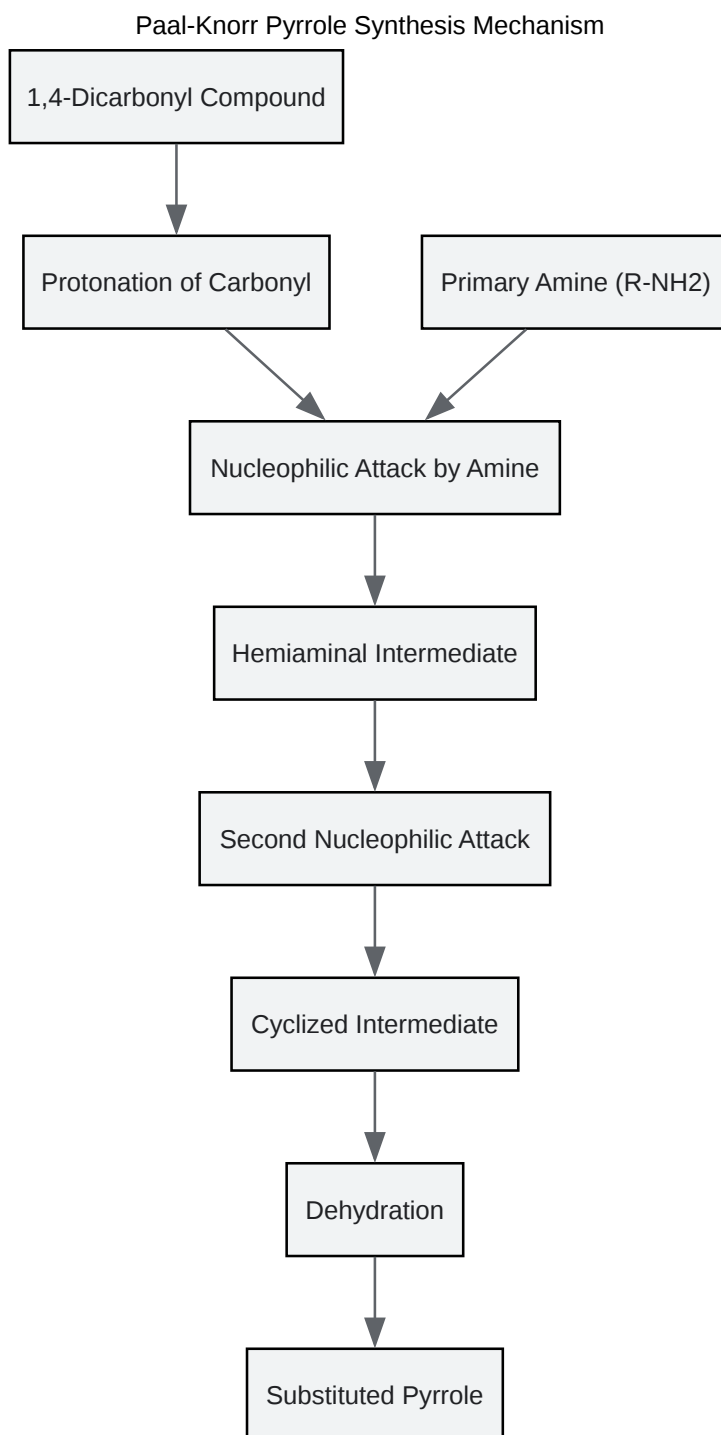 Paal-Knorr Pyrrole Synthesis Mechanism
1,4-Dicarbonyl Compound
Protonation of Carbonyl
Primary Amine (R-NH2)
Nucleophilic Attack by Amine
Hemiaminal Intermediate
Second Nucleophilic Attack
Cyclized Intermediate
Dehydration
Substituted Pyrrole